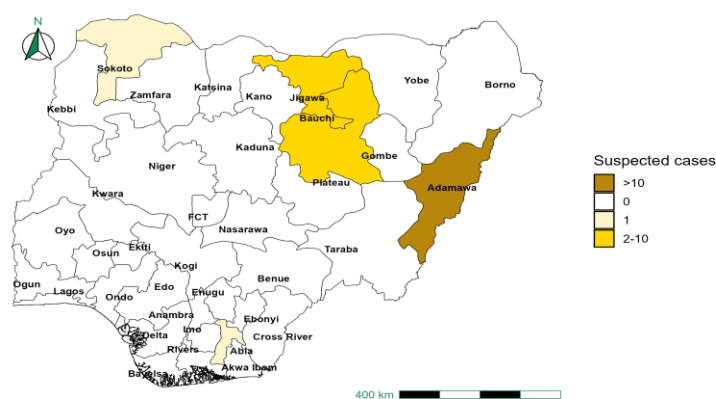 N
Sokoto
Katsina
Yobe
Borno
Zamfara
Kano
Jigawa
Kebbi
Bauchi
Kaduna
Gombe
Niger
Plateau
Adamawa
Kwara
FCT
Nasarawa
Oyo
Ekiti
Taraba
Osun
Kogi
Benue
Ogun
Lagos
Ondo
Edo
Enugu
Anambra
Ebonyi
Delta
Imo
Cross River
Rivers
Abia
Bayelsa
Akwa Ibom
Suspected cases
>10
0
1
2-10
400 km